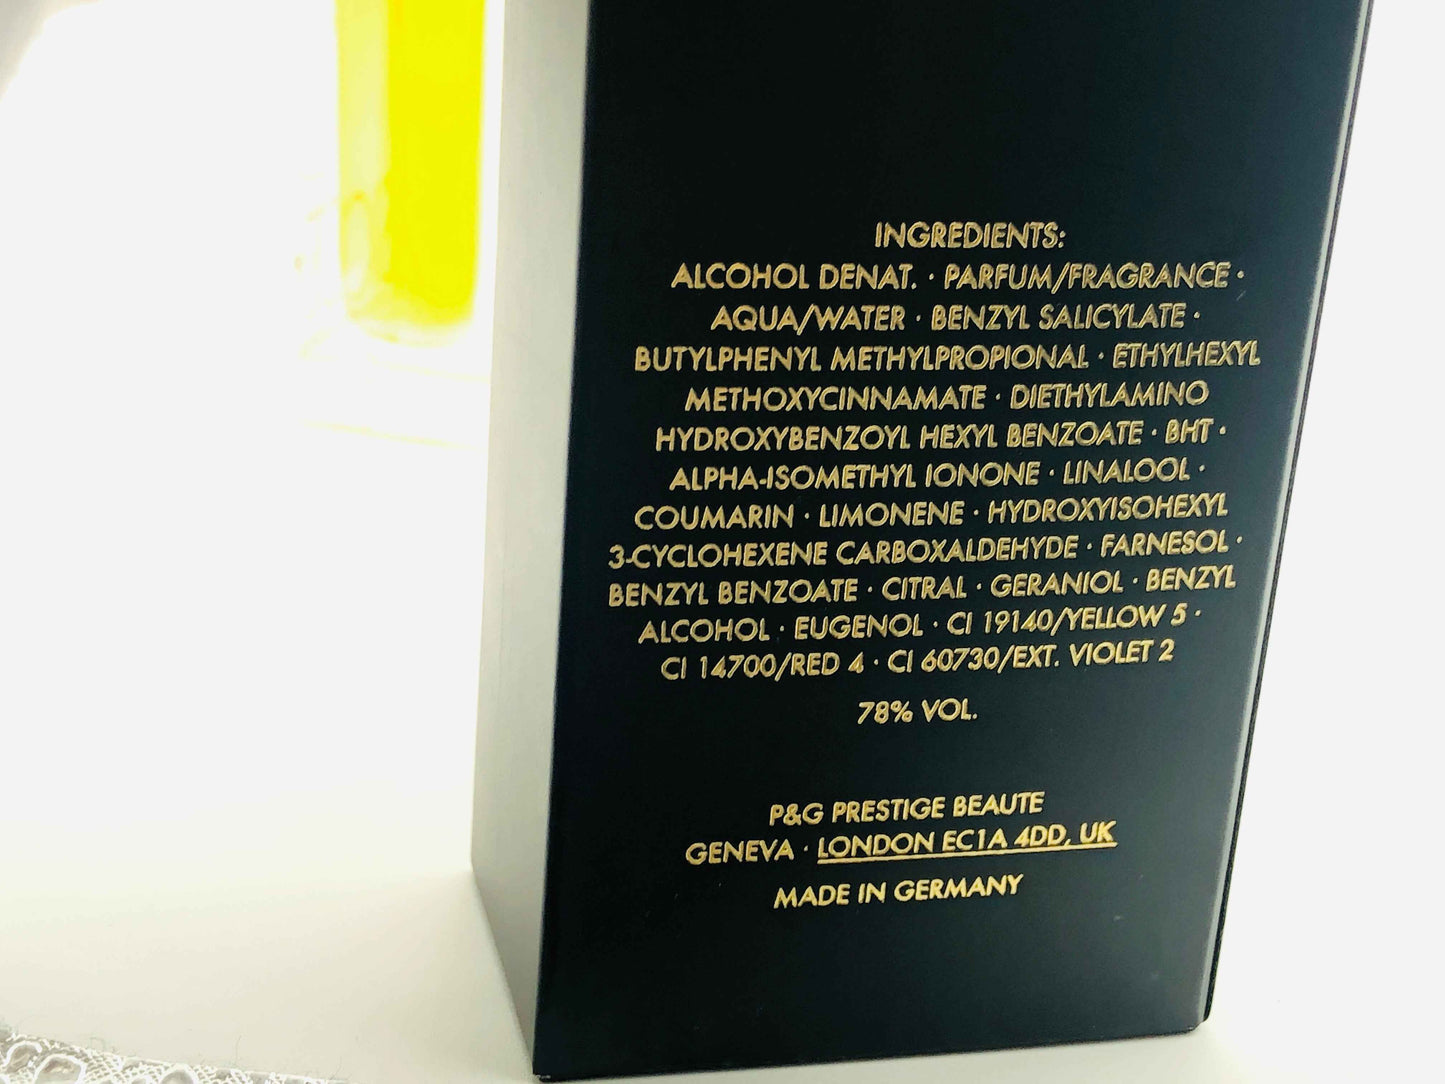 INGREDIENTS:
ALCOHOL DENAT. · PARFUM/FRAGRANCE ·
AQUA/WATER · BENZYL SALICYLATE ·
BUTYLPHENYL METHYLPROPIONAL · ETHYLHEXYL
METHOXYCINNAMATE · DIETHYLAMINO
HYDROXYBENZOYL HEXYL BENZOATE · BHT ·
ALPHA-ISOMETHYL IONONE · LINALOOL ·
COUMARIN · LIMONENE · HYDROXYISOHEXYL
3-CYCLOHEXENE CARBOXALDEHYDE · FARNESOL ·
BENZYL BENZOATE · CITRAL · GERANIOL · BENZYL
ALCOHOL · EUGENOL · CI 19140/YELLOW 5 ·
CI 14700/RED 4 · CI 60730/EXT. VIOLET 2
78% VOL.
P&G PRESTIGE BEAUTE
GENEVA · LONDON EC1A 4DD, UK
MADE IN GERMANY